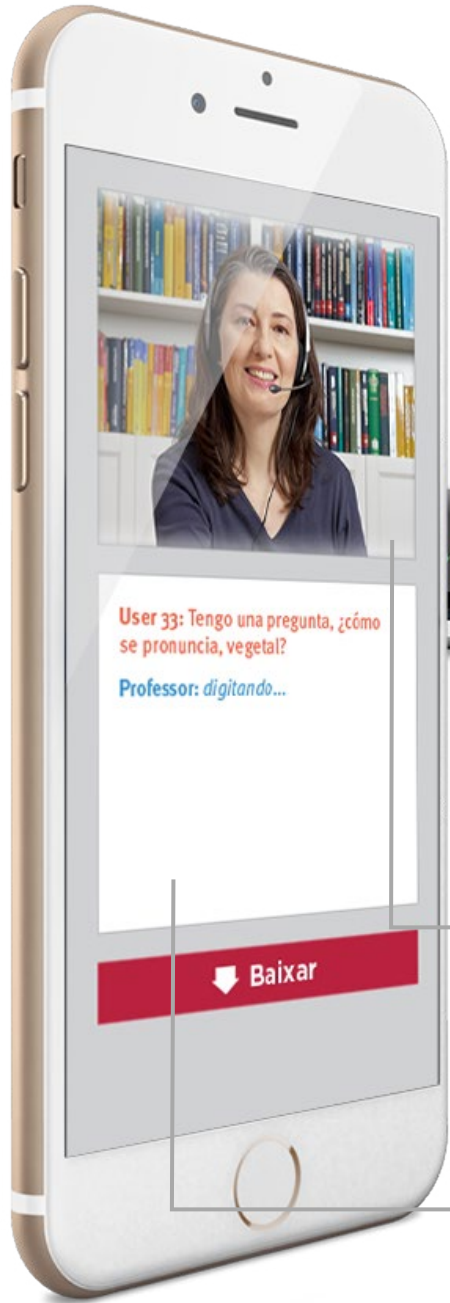 User 33: Tengo una pregunta, ¿cómo
se pronuncia, vegetal?
Professor: digitando...
Baixar